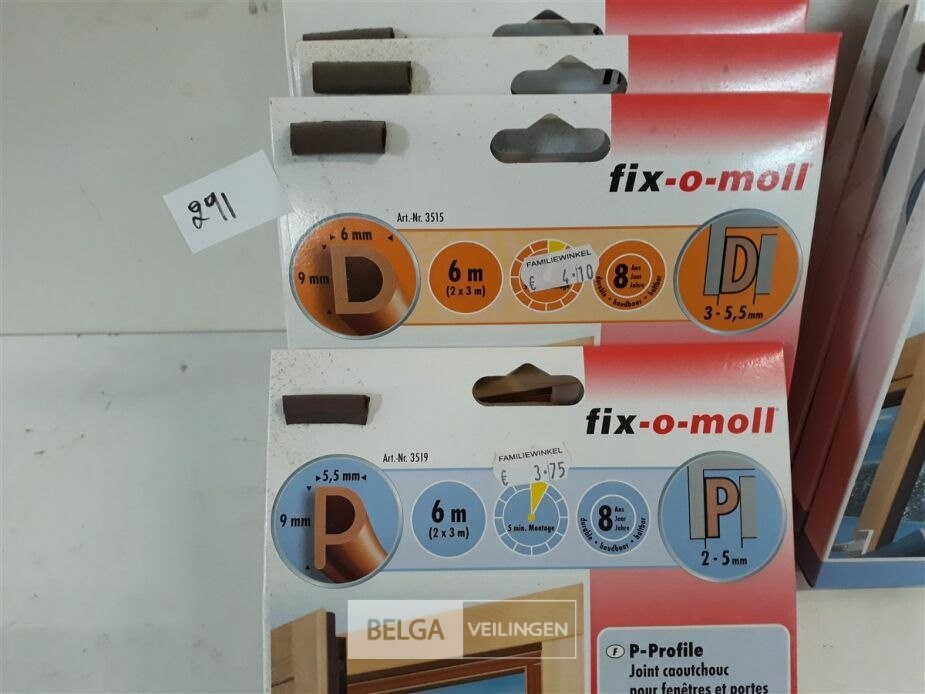 291
fix-o-moll
Art.-Nr. 3515
6 mm
9 mm
D
6 m
(2 x 3 m)
FAMILIEWINKEL
€ 4.10
8 Ans
Jaar
Jahre
durable • houdbaar • haltbar
D
3 - 5,5 mm
fix-o-moll
Art.-Nr. 3519
5,5 mm
9 mm
P
6 m
(2 x 3 m)
FAMILIEWINKEL
€ 3.75
5 min. Montage
8 Ans
Jaar
Jahre
durable • houdbaar • haltbar
P
2 - 5 mm
BELGA VEILINGEN
F P-Profile
Joint caoutchouc
pour fenêtres et portes